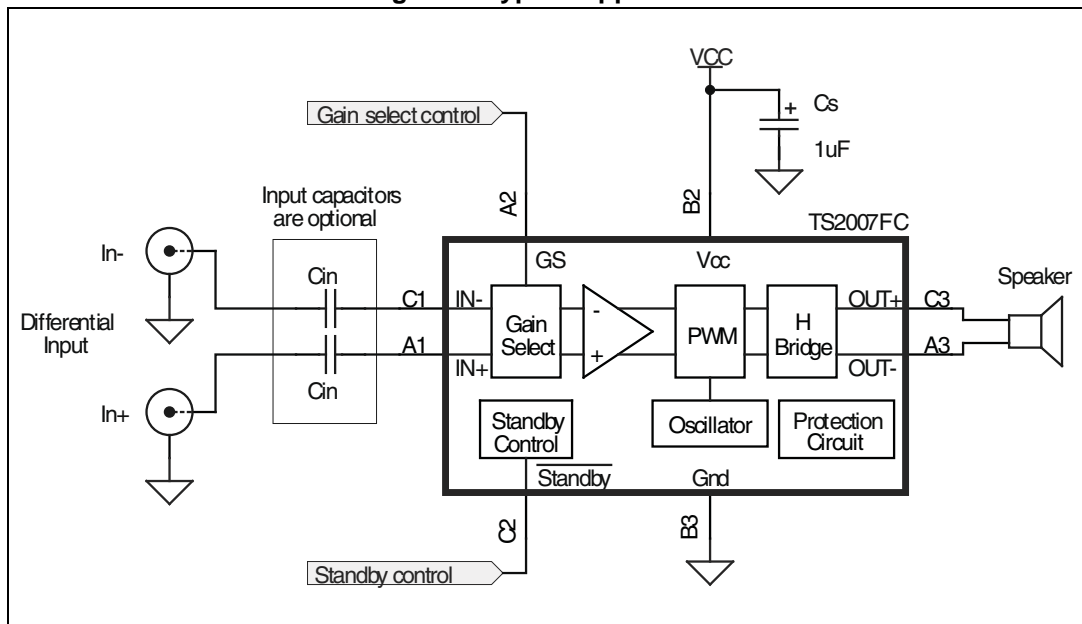 VCC
Gain select control
+
Cs
1uF
Input capacitors
are optional
A2
B2
TS2007FC
In-
Cin
C1
IN-
GS
Vcc
OUT+
C3
Speaker
Differential
Input
Gain
Select
-
+
PWM
H
Bridge
A1
IN+
OUT-
A3
Cin
In+
Standby
Control
Oscillator
Protection
Circuit
Standby
Gnd
C2
B3
Standby control